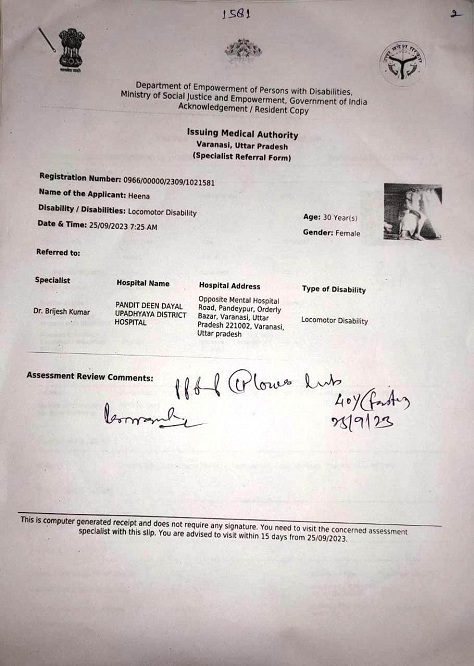 1581
2
Department of Empowerment of Persons with Disabilities,
Ministry of Social Justice and Empowerment, Government of India
Acknowledgement / Resident Copy
Issuing Medical Authority
Varanasi, Uttar Pradesh
(Specialist Referral Form)
Registration Number: 0966/00000/2309/1021581
Name of the Applicant: Heena
Disability / Disabilities: Locomotor Disability
Age: 30 Year(s)
Date & Time: 25/09/2023 7:25 AM
Gender: Female
Referred to:
Specialist Hospital Name Hospital Address Type of Disability
Dr. Brijesh Kumar
PANDIT DEEN DAYAL
UPADHYAYA DISTRICT
HOSPITAL
Opposite Mental Hospital
Road, Pandeypur, Orderly
Bazar, Varanasi, Uttar
Pradesh 221002, Varanasi,
Uttar pradesh
Locomotor Disability
Assessment Review Comments:
Lower limb
40%
25/9/23
This is computer generated receipt and does not require any signature. You need to visit the concerned assessment
specialist with this slip. You are advised to visit within 15 days from 25/09/2023.